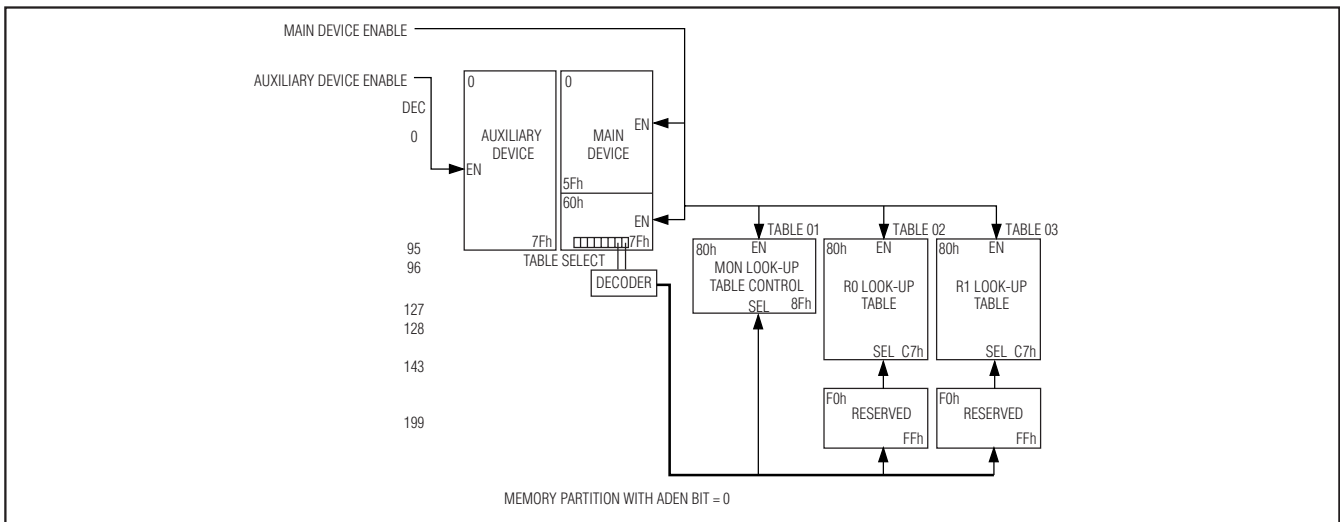 MAIN DEVICE ENABLE
AUXILIARY DEVICE ENABLE
DEC
0
95
96
127
128
143
199
0
AUXILIARY
DEVICE
EN
7Fh
0
MAIN
DEVICE
EN
5Fh
60h
EN
7Fh
TABLE SELECT
DECODER
TABLE 01
80h
EN
MON LOOK-UP
TABLE CONTROL
SEL
8Fh
TABLE 02
80h
EN
R0 LOOK-UP
TABLE
SEL C7h
F0h
RESERVED
FFh
TABLE 03
80h
EN
R1 LOOK-UP
TABLE
SEL C7h
F0h
RESERVED
FFh
MEMORY PARTITION WITH ADEN BIT = 0